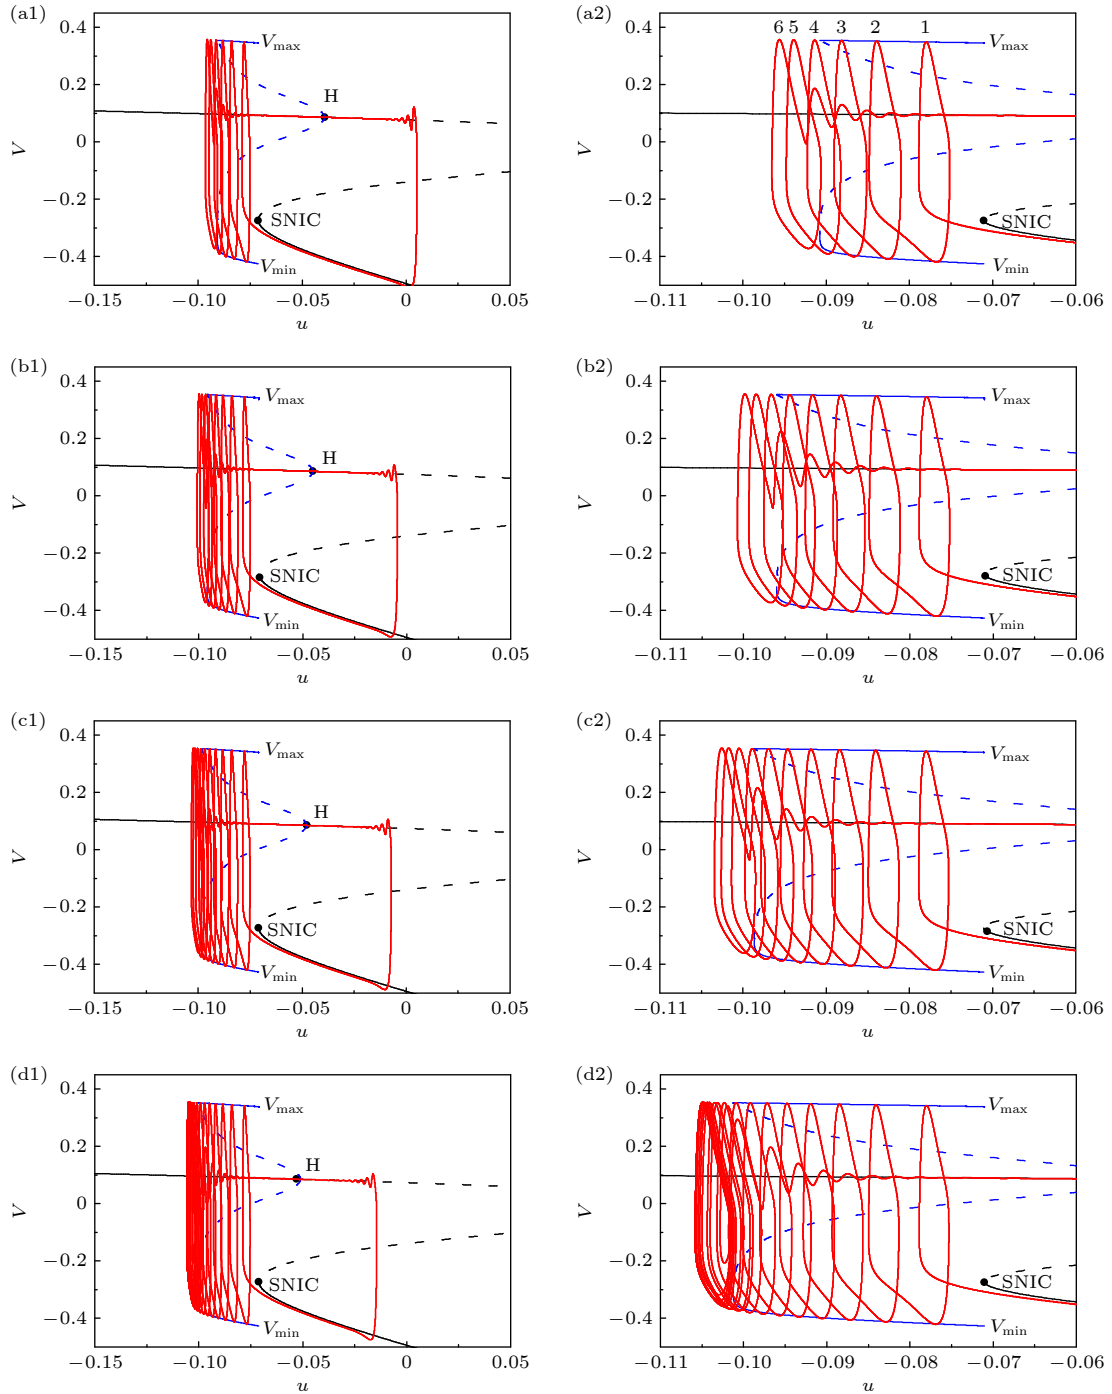 (a1)
0.4
0.2
0
−0.2
−0.4
V
Vmax
H
SNIC
Vmin
−0.15 −0.10 −0.05 0 0.05
u
(a2)
0.4
0.2
0
−0.2
−0.4
V
6 5 4 3 2 1
Vmax
SNIC
Vmin
−0.11 −0.10 −0.09 −0.08 −0.07 −0.06
u
(b1)
0.4
0.2
0
−0.2
−0.4
V
Vmax
H
SNIC
Vmin
−0.15 −0.10 −0.05 0 0.05
u
(b2)
0.4
0.2
0
−0.2
−0.4
V
Vmax
SNIC
Vmin
−0.11 −0.10 −0.09 −0.08 −0.07 −0.06
u
(c1)
0.4
0.2
0
−0.2
−0.4
V
Vmax
H
SNIC
Vmin
−0.15 −0.10 −0.05 0 0.05
u
(c2)
0.4
0.2
0
−0.2
−0.4
V
Vmax
SNIC
Vmin
−0.11 −0.10 −0.09 −0.08 −0.07 −0.06
u
(d1)
0.4
0.2
0
−0.2
−0.4
V
Vmax
H
SNIC
Vmin
−0.15 −0.10 −0.05 0 0.05
u
(d2)
0.4
0.2
0
−0.2
−0.4
V
Vmax
SNIC
Vmin
−0.11 −0.10 −0.09 −0.08 −0.07 −0.06
u